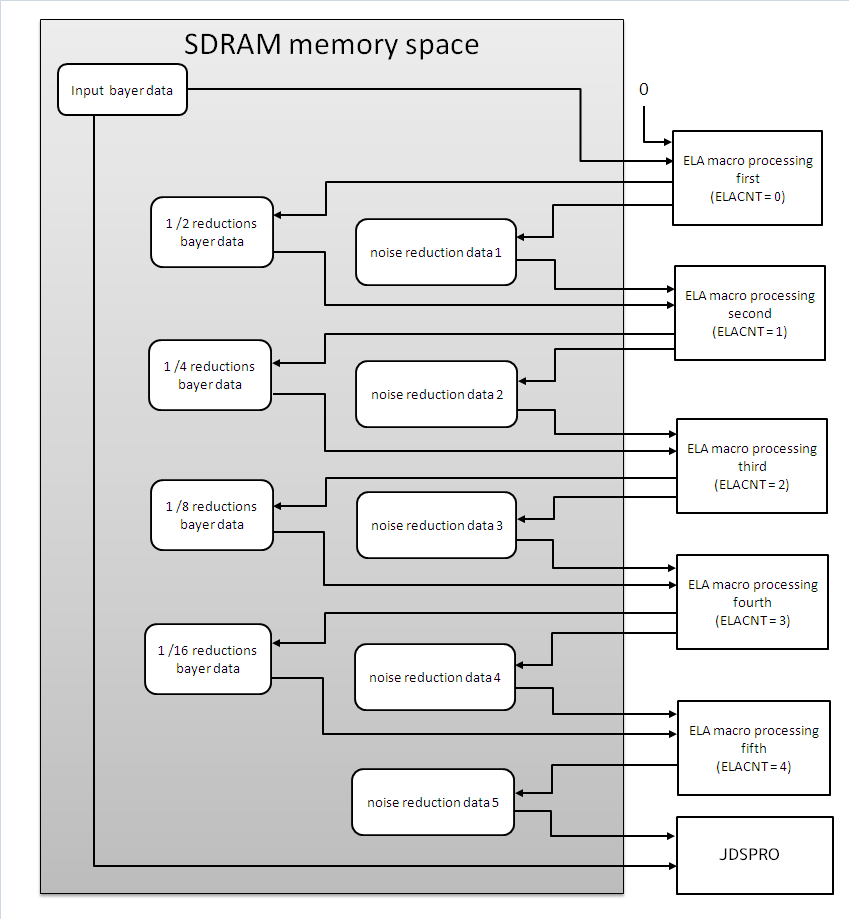 SDRAM memory space
Input bayer data
0
ELA macro processing
first
(ELACNT = 0)
1 /2 reductions
bayer data
noise reduction data 1
ELA macro processing
second
(ELACNT = 1)
1 /4 reductions
bayer data
noise reduction data 2
ELA macro processing
third
(ELACNT = 2)
1 /8 reductions
bayer data
noise reduction data 3
ELA macro processing
fourth
(ELACNT = 3)
1 /16 reductions
bayer data
noise reduction data 4
ELA macro processing
fifth
(ELACNT = 4)
noise reduction data 5
JDSPRO